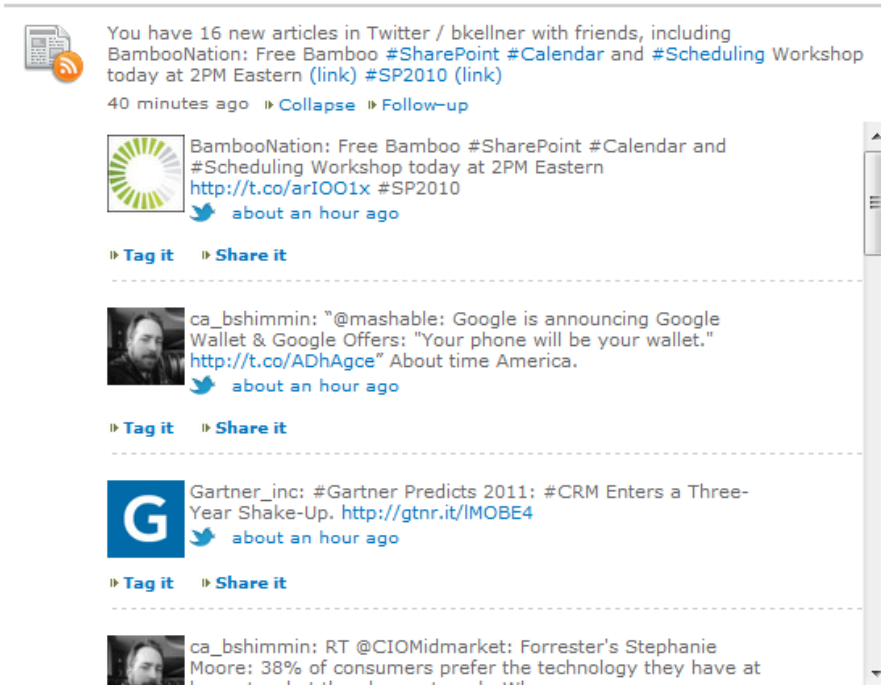 You have 16 new articles in Twitter / bkellner with friends, including
BambooNation: Free Bamboo #SharePoint #Calendar and #Scheduling Workshop
today at 2PM Eastern (link) #SP2010 (link)
40 minutes ago Collapse Follow-up
BambooNation: Free Bamboo #SharePoint #Calendar and
#Scheduling Workshop today at 2PM Eastern
http://t.co/arIOO1x #SP2010
about an hour ago
Tag it Share it
ca_bshimmin: “@mashable: Google is announcing Google
Wallet & Google Offers: "Your phone will be your wallet."
http://t.co/ADhAgce” About time America.
about an hour ago
Tag it Share it
G
Gartner_inc: #Gartner Predicts 2011: #CRM Enters a Three-
Year Shake-Up. http://gtnr.it/lMOBE4
about an hour ago
Tag it Share it
ca_bshimmin: RT @CIOMidmarket: Forrester's Stephanie
Moore: 38% of consumers prefer the technology they have at